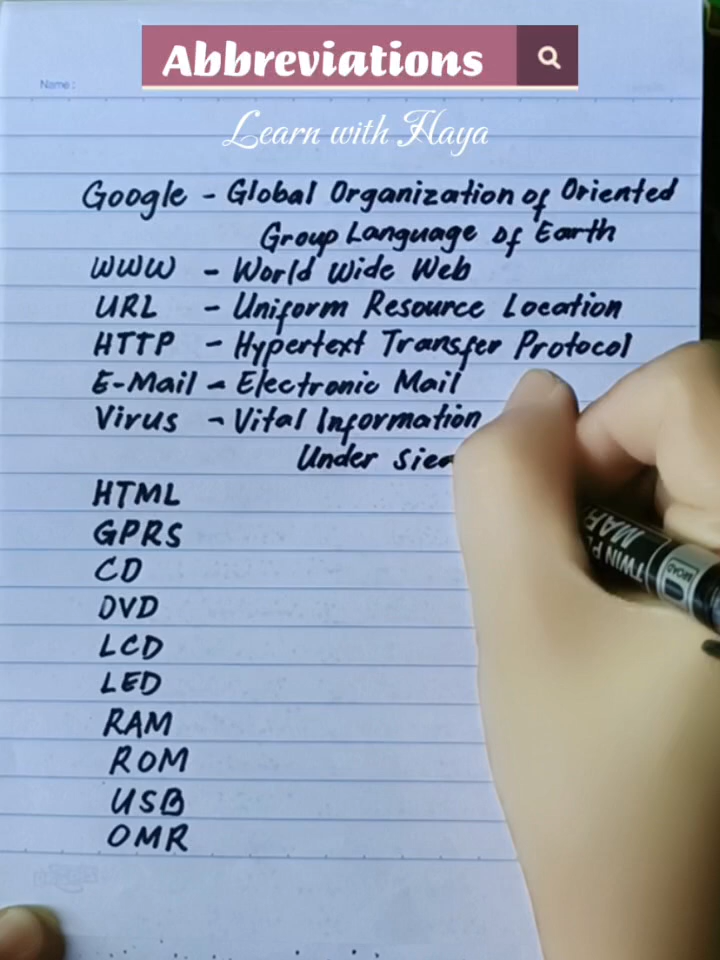 Abbreviations
Name :
Learn with Haya
Google - Global Organization of Oriented
Group Language of Earth
WWW - World Wide Web
URL - Uniform Resource Location
HTTP - Hypertext Transfer Protocol
E-Mail - Electronic Mail
Virus - Vital Information
Under
HTML
GPRS
CD
DVD
LCD
LED
RAM
ROM
USB
OMR